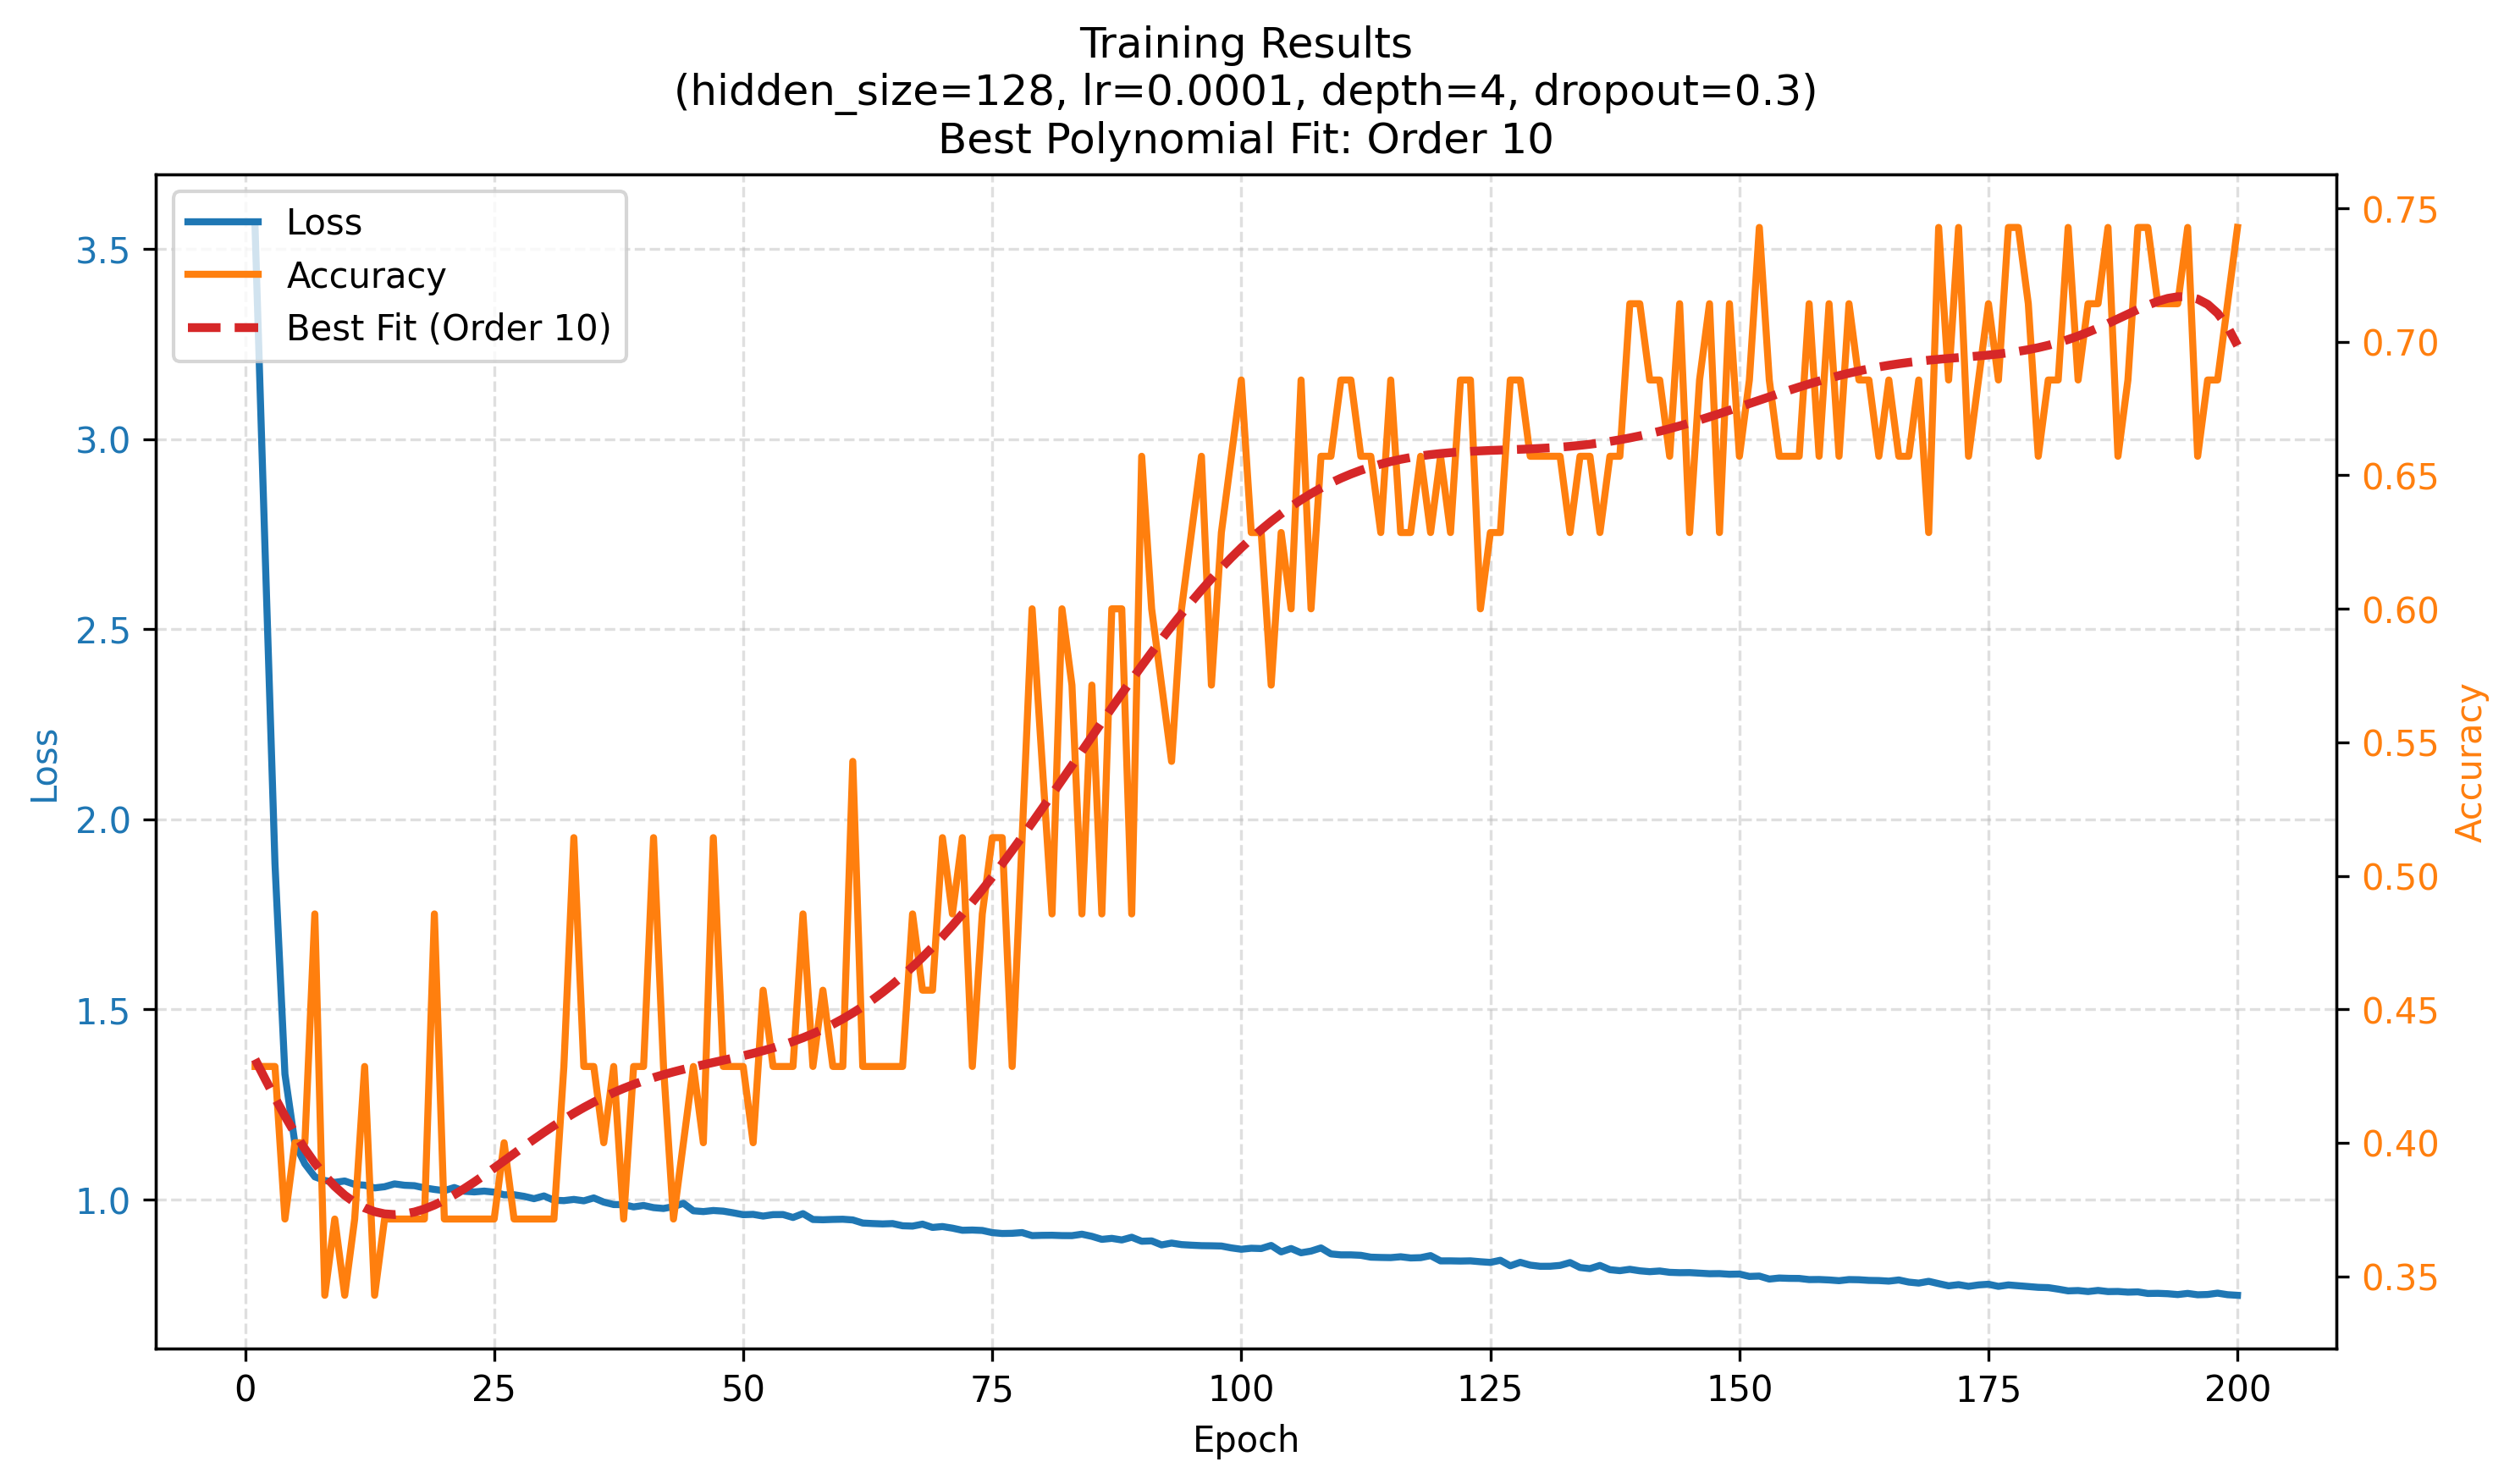 Training Results
(hidden_size=128, lr=0.0001, depth=4, dropout=0.3)
Best Polynomial Fit: Order 10
Loss
Accuracy
Best Fit (Order 10)
3.5
3.0
2.5
2.0
1.5
1.0
Loss
0.75
0.70
0.65
0.60
0.55
0.50
0.45
0.40
0.35
Accuracy
0
25
50
75
100
125
150
175
200
Epoch